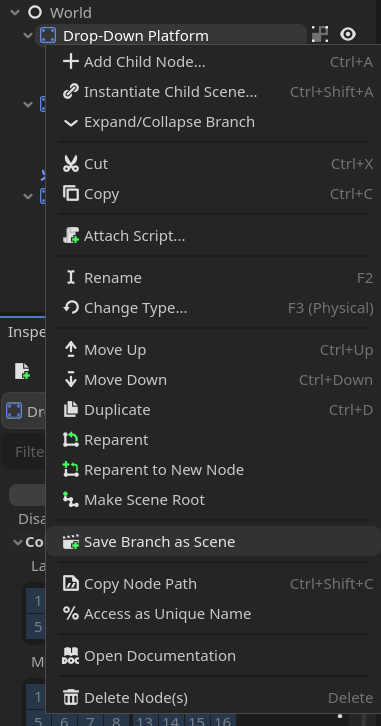 World
Drop-Down Platform
Add Child Node... Ctrl+A
Instantiate Child Scene... Ctrl+Shift+A
Expand/Collapse Branch
Cut Ctrl+X
Copy Ctrl+C
Attach Script...
Rename F2
Change Type... F3 (Physical)
Inspe
Move Up Ctrl+Up
Move Down Ctrl+Down
Duplicate Ctrl+D
Dr
Reparent
Filte
Reparent to New Node
Make Scene Root
Disa
Save Branch as Scene
Co
La
Copy Node Path Ctrl+Shift+C
1
Access as Unique Name
5
Open Documentation
M
Delete Node(s) Delete
1
5 6 7 8 13 14 15 16